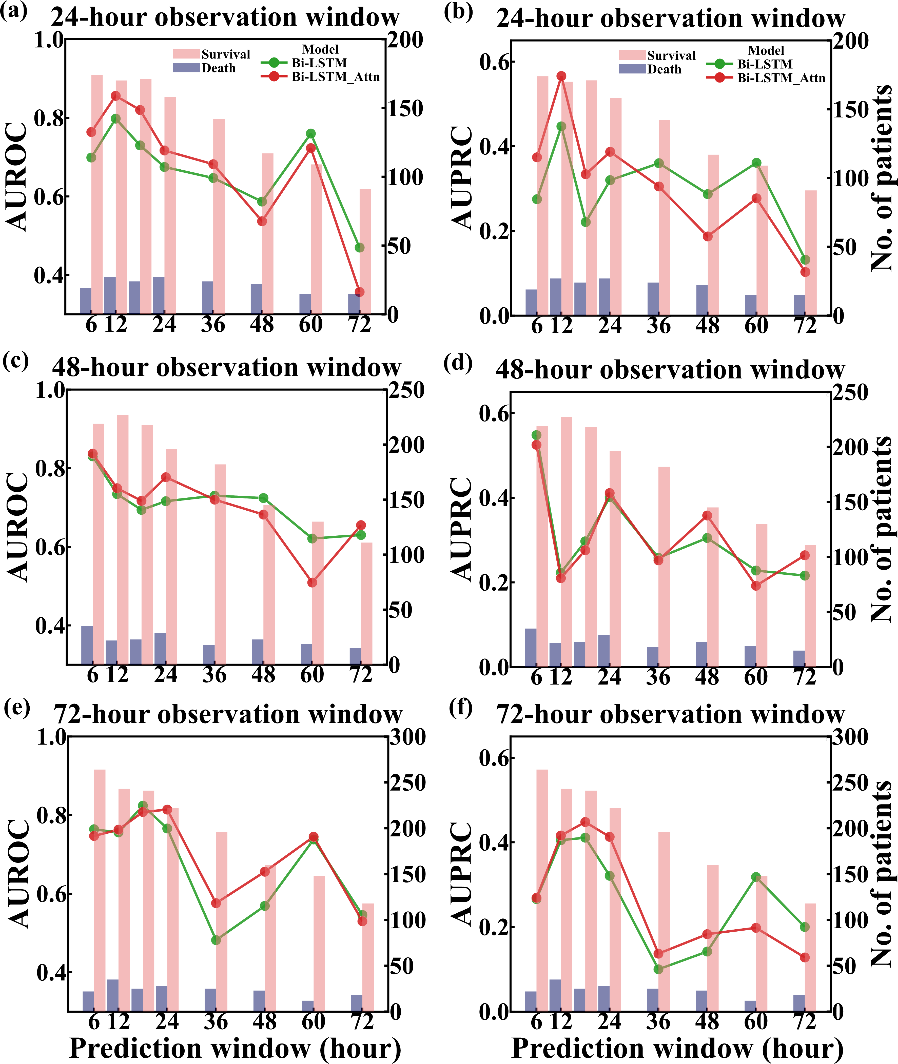 (a) 24-hour observation window
1.0
0.8
0.6
0.4
200
150
100
50
0
AUROC
Survival
Death
Model
Bi-LSTM
Bi-LSTM_Attn
6 12 24 36 48 60 72
(b) 24-hour observation window
0.6
0.4
0.2
0.0
200
150
100
50
0
AUPRC
No. of patients
Survival
Death
Model
Bi-LSTM
Bi-LSTM_Attn
6 12 24 36 48 60 72
(c) 48-hour observation window
1.0
0.8
0.6
0.4
250
200
150
100
50
0
AUROC
6 12 24 36 48 60 72
(d) 48-hour observation window
0.6
0.4
0.2
0.0
250
200
150
100
50
0
AUPRC
No. of patients
6 12 24 36 48 60 72
(e) 72-hour observation window
1.0
0.8
0.6
0.4
300
250
200
150
100
50
0
AUROC
6 12 24 36 48 60 72
Prediction window (hour)
(f) 72-hour observation window
0.6
0.4
0.2
0.0
300
250
200
150
100
50
0
AUPRC
No. of patients
6 12 24 36 48 60 72
Prediction window (hour)